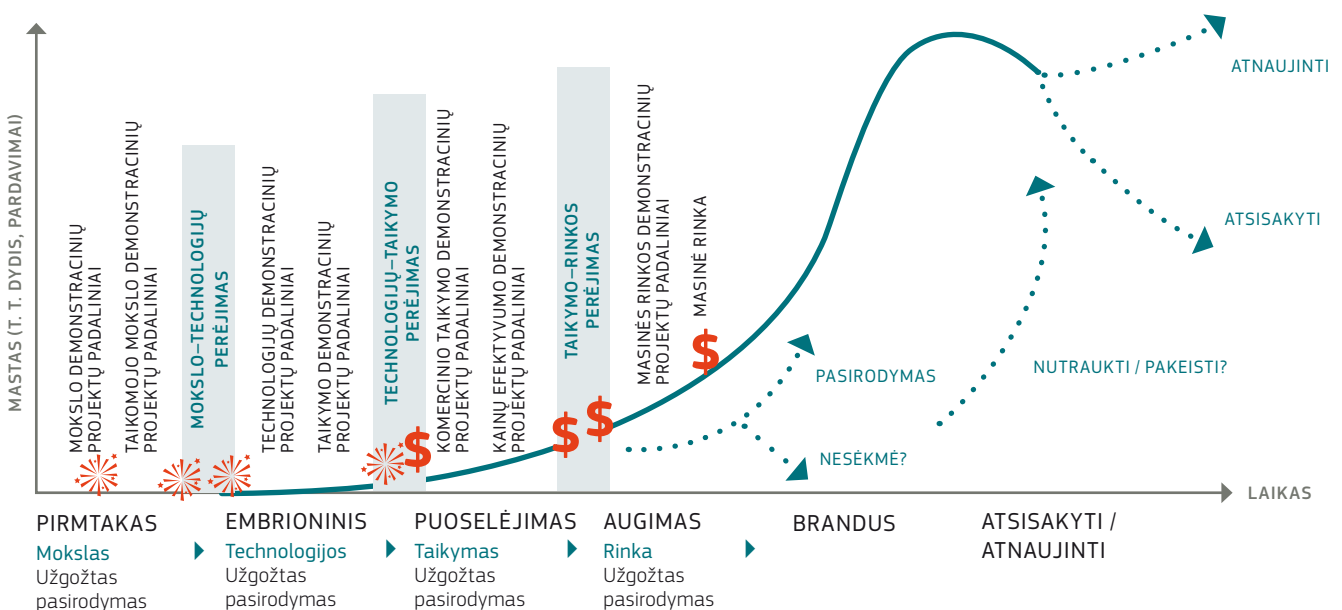 MASTAS (T. T. DYDIS, PARDAVIMAI)
MOKSLO DEMONSTRACINIŲ
PROJEKTŲ PADALINIAI
TAIKOMOJO MOKSLO DEMONSTRACINIŲ
PROJEKTŲ PADALINIAI
MOKSLO–TECHNOLOGIJŲ
PERĖJIMAS
TECHNOLOGIJŲ DEMONSTRACINIŲ
PROJEKTŲ PADALINIAI
TAIKYMO DEMONSTRACINIŲ
PROJEKTŲ PADALINIAI
TECHNOLOGIJŲ–TAIKYMO
PERĖJIMAS
KOMERCINIO TAIKYMO DEMONSTRACINIŲ
PROJEKTŲ PADALINIAI
KAINŲ EFEKTYVUMO DEMONSTRACINIŲ
PROJEKTŲ PADALINIAI
TAIKYMO–RINKOS
PERĖJIMAS
MASINĖS RINKOS DEMONSTRACINIŲ
PROJEKTŲ PADALINIAI
MASINĖ RINKA
$
$
$
$
PASIRODYMAS
NESĖKMĖ?
NUTRAUKTI / PAKEISTI?
ATNAUJINTI
ATSISAKYTI
LAIKAS
PIRMTAKAS
Mokslas
Užgožtas
pasirodymas
EMBRIONINIS
Technologijos
Užgožtas
pasirodymas
PUOSELĖJIMAS
Taikymas
Užgožtas
pasirodymas
AUGIMAS
Rinka
Užgožtas
pasirodymas
BRANDUS
ATSISAKYTI /
ATNAUJINTI